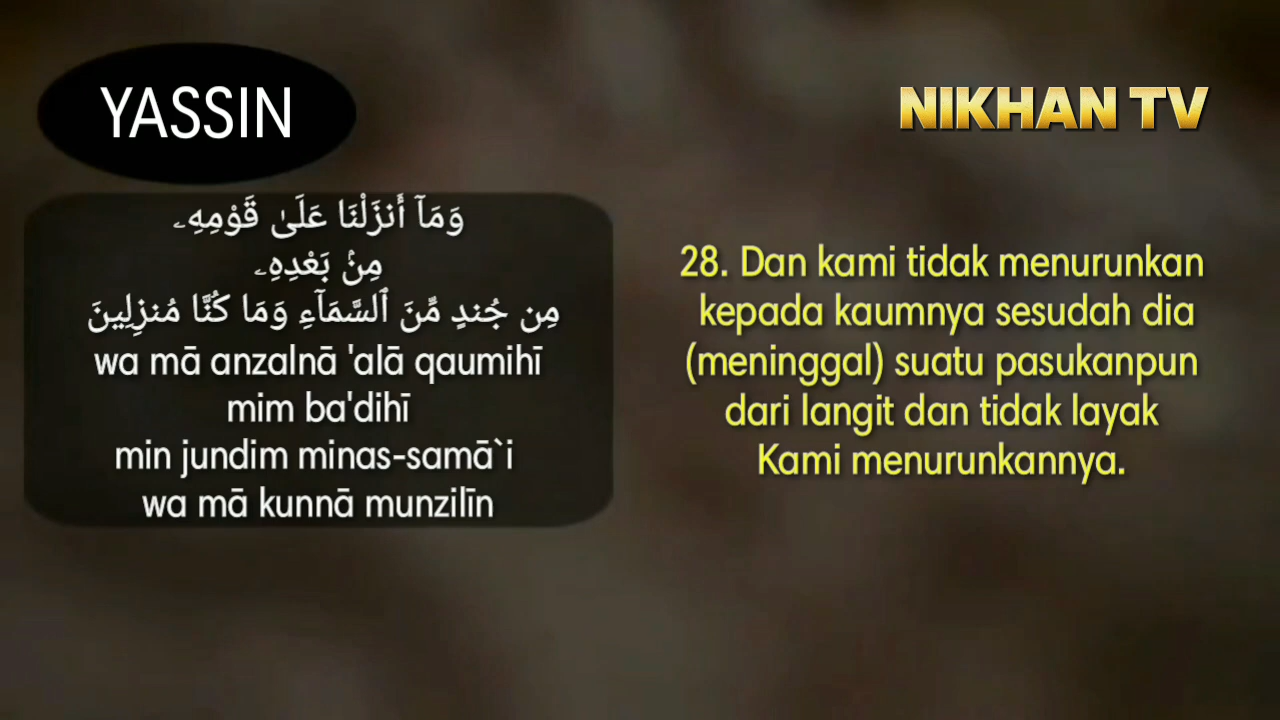 YASSIN
NIKHAN TV
وَمَآ أَنزَلْنَا عَلَىٰ قَوْمِهِۦ
مِنۢ بَعْدِهِۦ
مِن جُندٍ مِّنَ ٱلسَّمَآءِ وَمَا كُنَّا مُنزِلِينَ
wa mā anzalnā 'alā qaumihī
mim ba'dihī
min jundim minas-samā`i
wa mā kunnā munzilīn
28. Dan kami tidak menurunkan
kepada kaumnya sesudah dia
(meninggal) suatu pasukanpun
dari langit dan tidak layak
Kami menurunkannya.